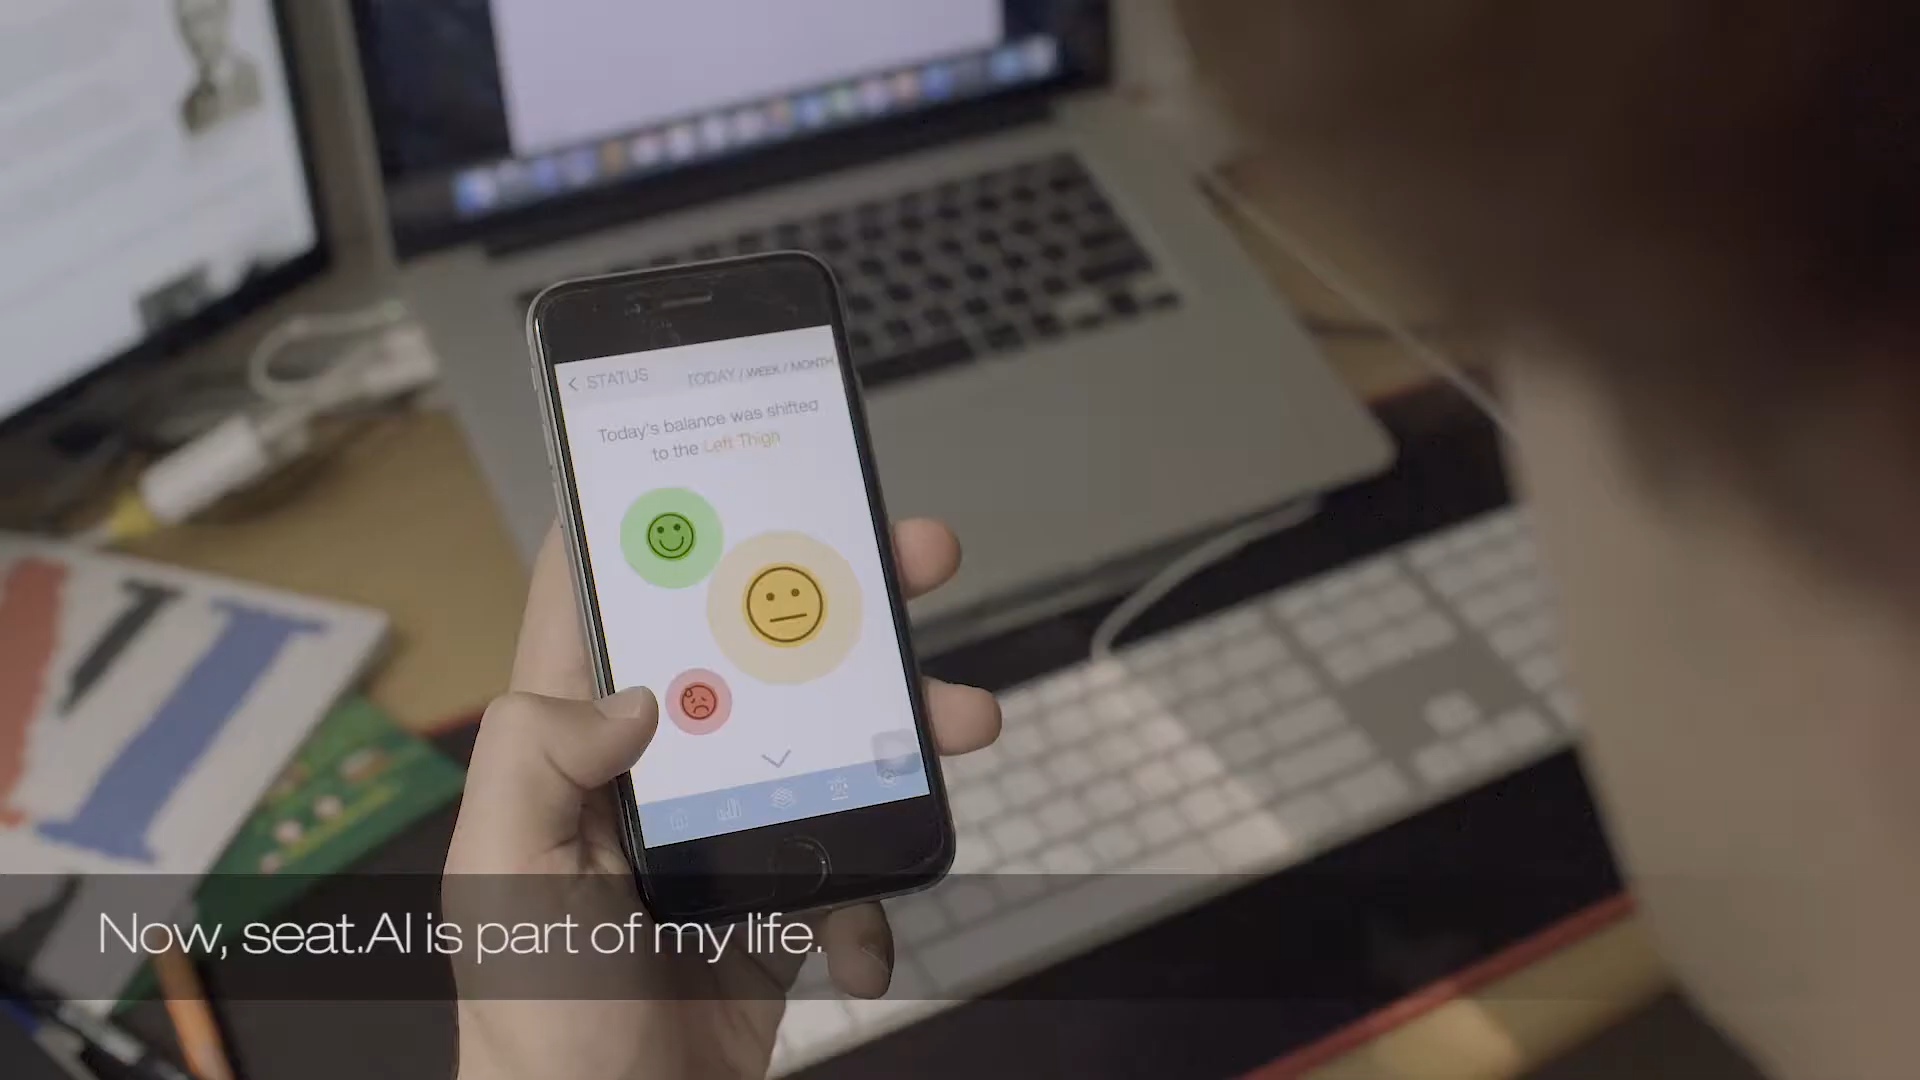 < STATUS
TODAY / WEEK / MONTH
Today's balance was shifted
to the Left Thigh
Now, seat.AI is part of my life.